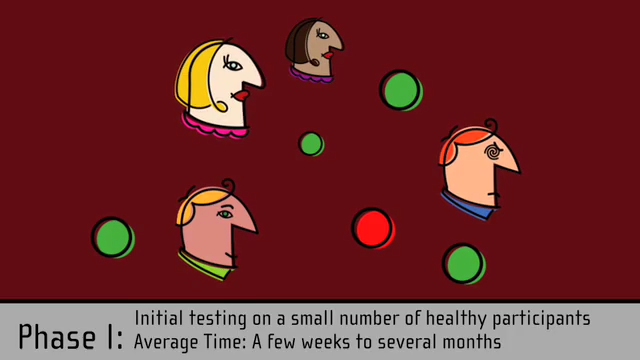 Phase I:
Initial testing on a small number of healthy participants
Average Time: A few weeks to several months